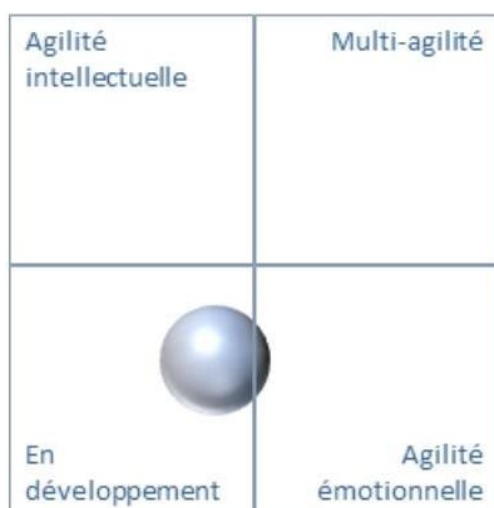 Agilité
intellectuelle
Multi-agilité
En
développement
Agilité
émotionnelle